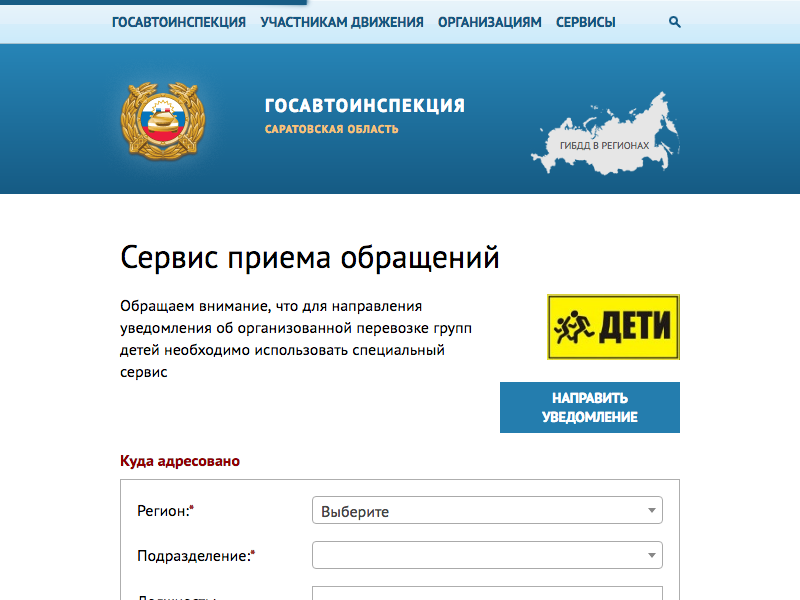 ГОСАВТОИНСПЕКЦИЯ УЧАСТНИКАМ ДВИЖЕНИЯ ОРГАНИЗАЦИЯМ СЕРВИСЫ
ГОСАВТОИНСПЕКЦИЯ
САРАТОВСКАЯ ОБЛАСТЬ
ГИБДД В РЕГИОНАХ
Сервис приема обращений
Обращаем внимание, что для направления
уведомления об организованной перевозке групп
детей необходимо использовать специальный
сервис
ДЕТИ
НАПРАВИТЬ
УВЕДОМЛЕНИЕ
Куда адресовано
Регион:*
Выберите
Подразделение:*